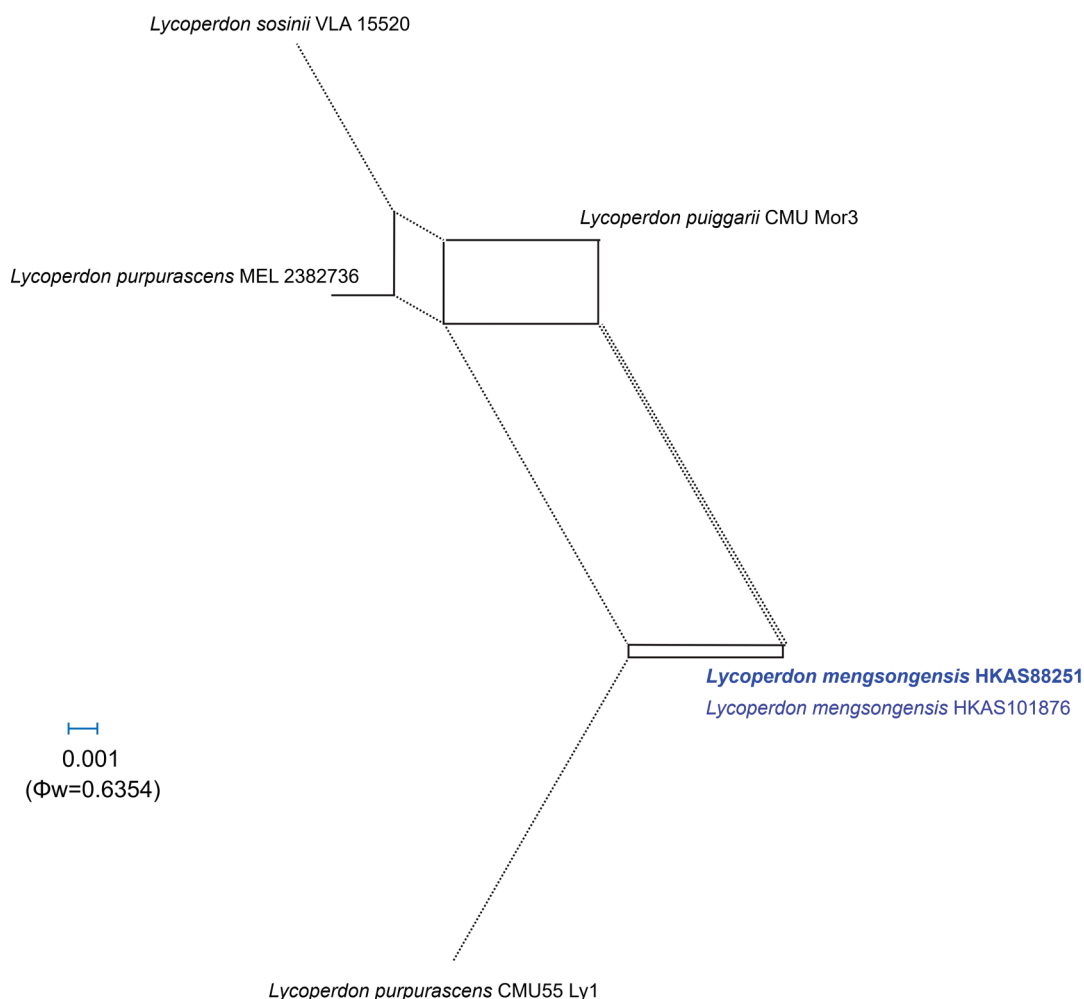 Lycoperdon sosinii VLA 15520
Lycoperdon puiggarii CMU Mor3
Lycoperdon purpurascens MEL 2382736
Lycoperdon mengsongensis HKAS88251
Lycoperdon mengsongensis HKAS101876
0.001
(Φw=0.6354)
Lycoperdon purpurascens CMU55 Ly1